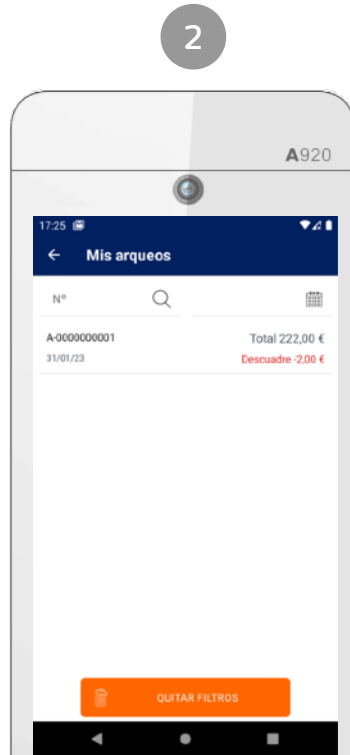 2
A920
17:25
Mis arqueos
Nº
A-0000000001 Total 222,00 €
31/01/23 Descuadre -2,00 €
QUITAR FILTROS